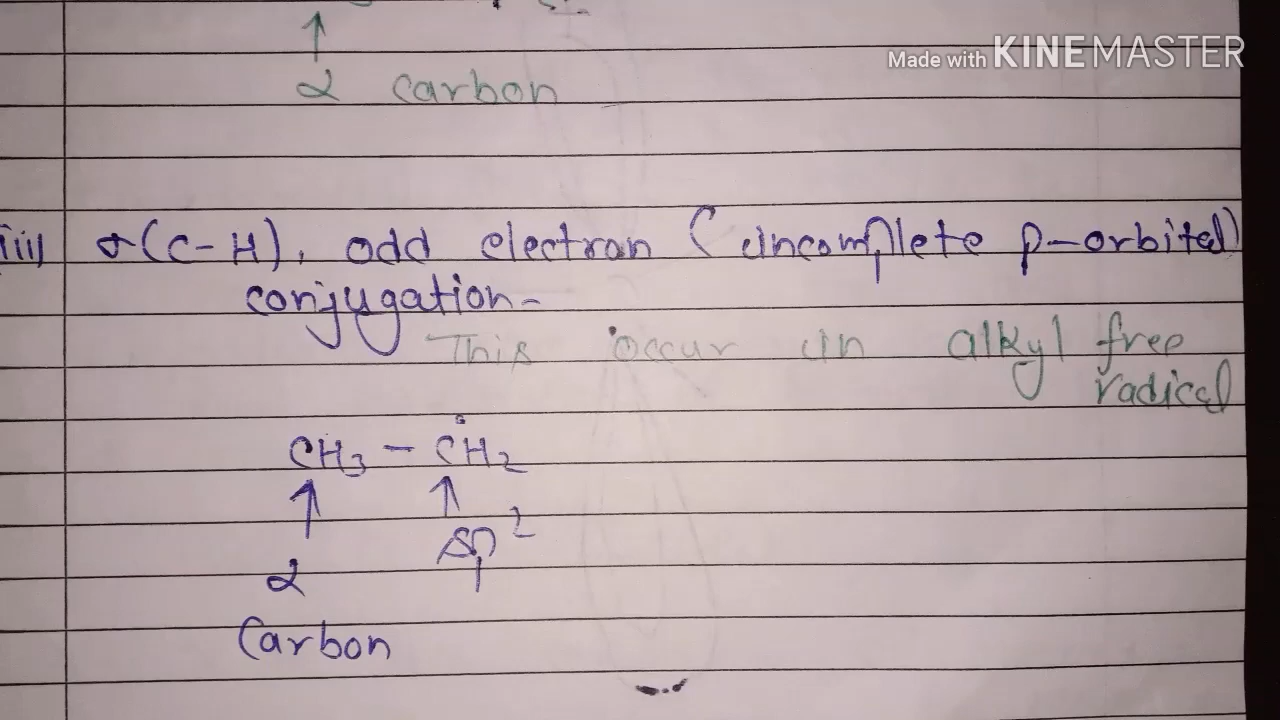 Made with KINEMASTER
↑
α carbon
iii) σ(C-H), odd electron (incomplete p-orbital)
conjugation-
This occur in alkyl free
radical
CH₃ - ĊH₂
↑ ↑
α sp²
Carbon